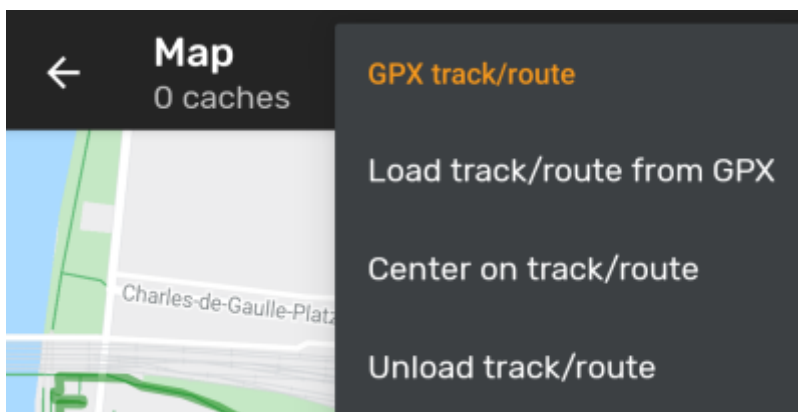 Map
0 caches
GPX track/route
Load track/route from GPX
Center on track/route
Unload track/route
Charles-de-Gaulle-Platz